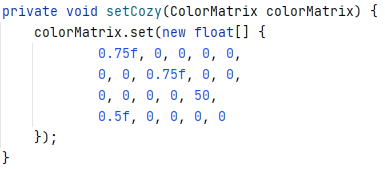 private void setCozy(ColorMatrix colorMatrix) {
    colorMatrix.set(new float[] {
            0.75f, 0, 0, 0, 0,
            0, 0, 0.75f, 0, 0,
            0, 0, 0, 0, 50,
            0.5f, 0, 0, 0, 0
    });
}